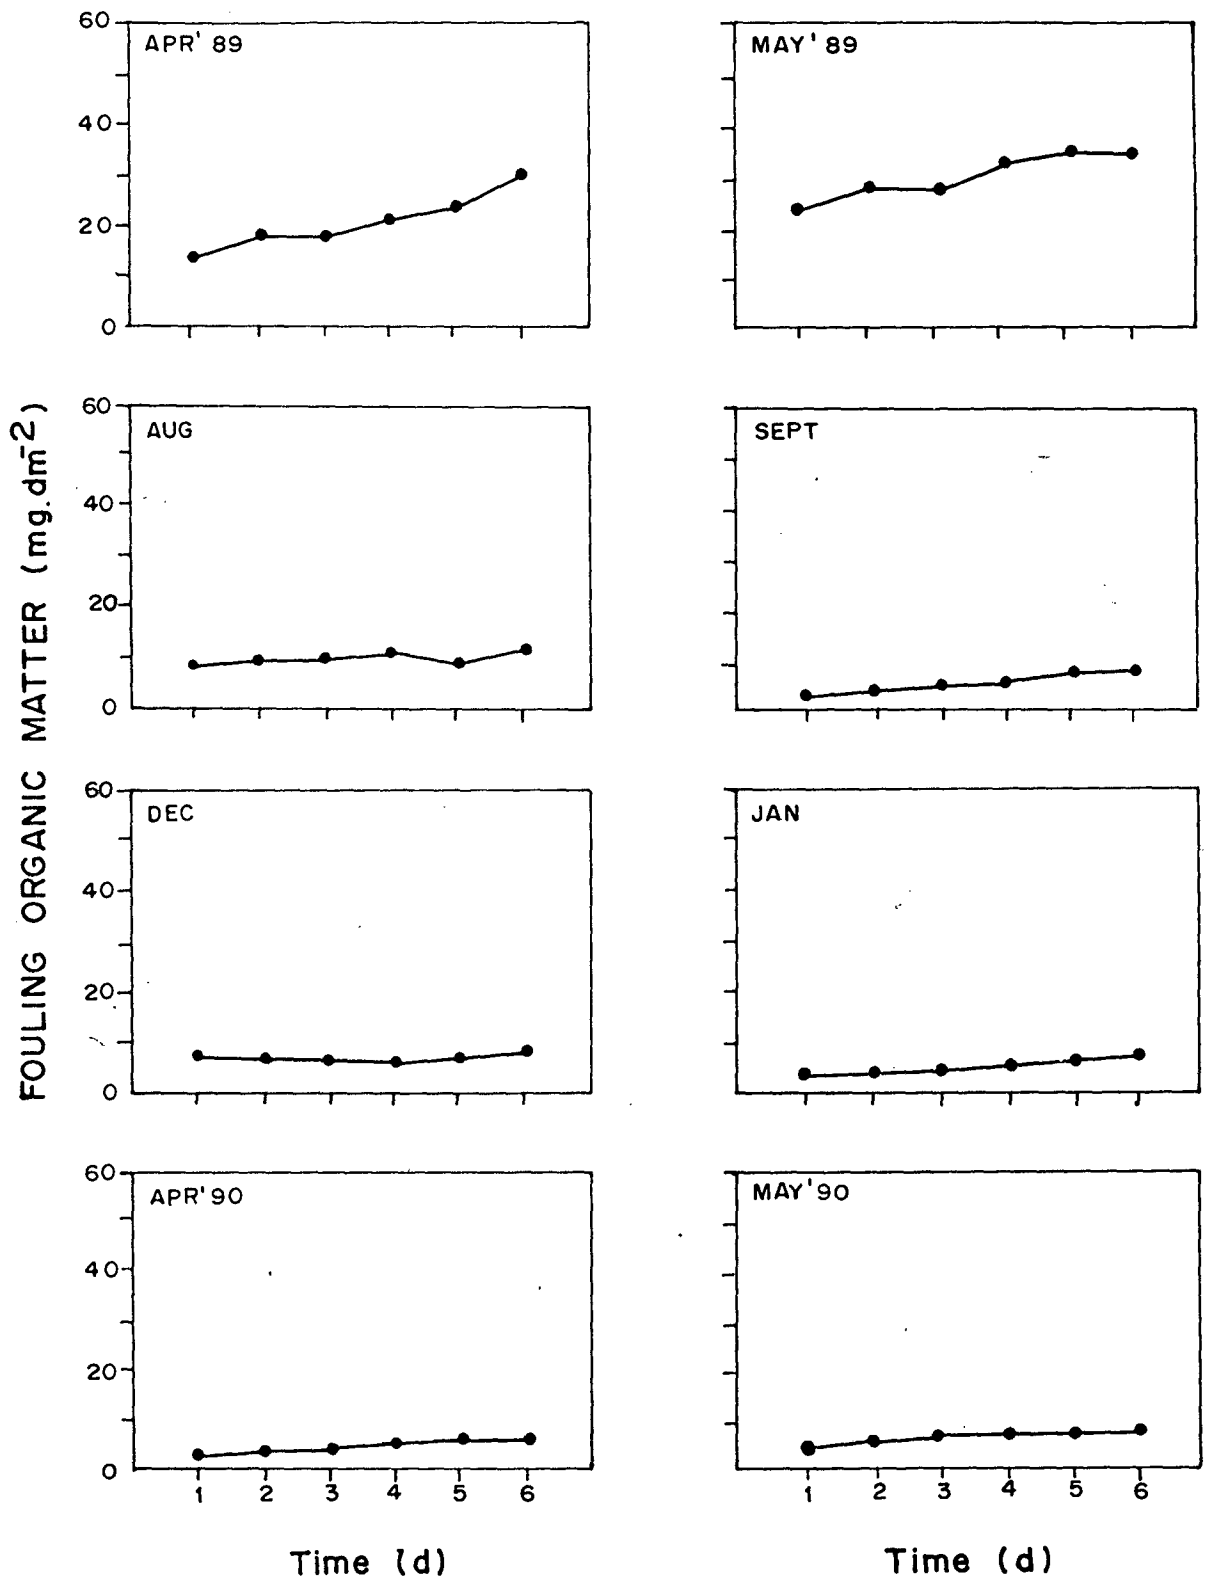 FOULING ORGANIC MATTER (mg.dm⁻²)
60
APR' 89
40
20
0
MAY' 89
60
AUG
40
20
0
SEPT
60
DEC
40
20
0
JAN
60
APR' 90
40
20
0
1 2 3 4 5 6
Time (d)
MAY' 90
1 2 3 4 5 6
Time (d)